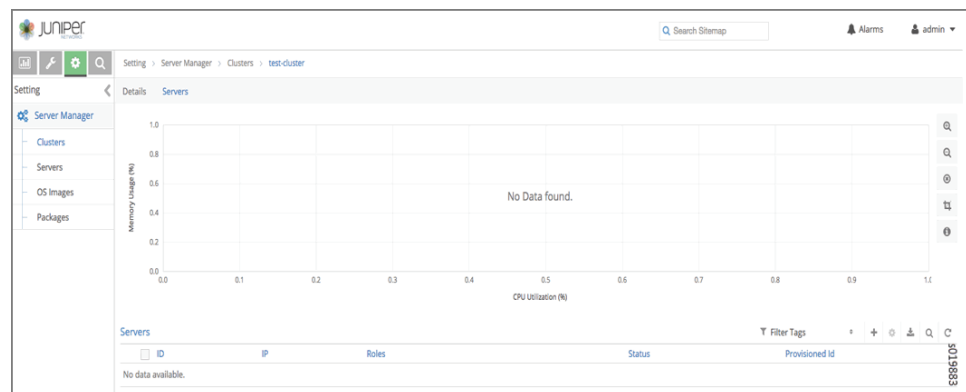 JUNIPER
NETWORKS
Search Sitemap
Alarms
admin
Setting > Server Manager > Clusters > test-cluster
Setting
Details Servers
Server Manager
Clusters
Servers
OS Images
Packages
Memory Usage (%)
1.0
0.8
0.6
0.4
0.2
0.0
No Data found.
0.0 0.1 0.2 0.3 0.4 0.5 0.6 0.7 0.8 0.9 1.0
CPU Utilization (%)
Servers
Filter Tags
ID IP Roles Status Provisioned Id
No data available.
s019883